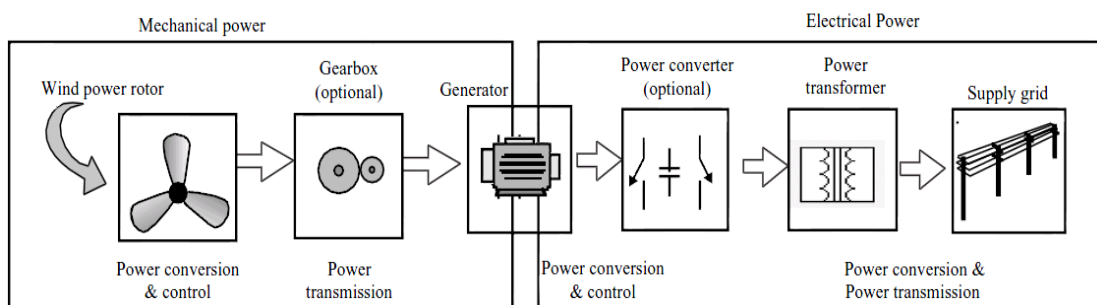 Mechanical power
Electrical Power
Wind power rotor
Gearbox
(optional)
Generator
Power converter
(optional)
Power
transformer
Supply grid
Power conversion
& control
Power
transmission
Power conversion
& control
Power conversion &
Power transmission